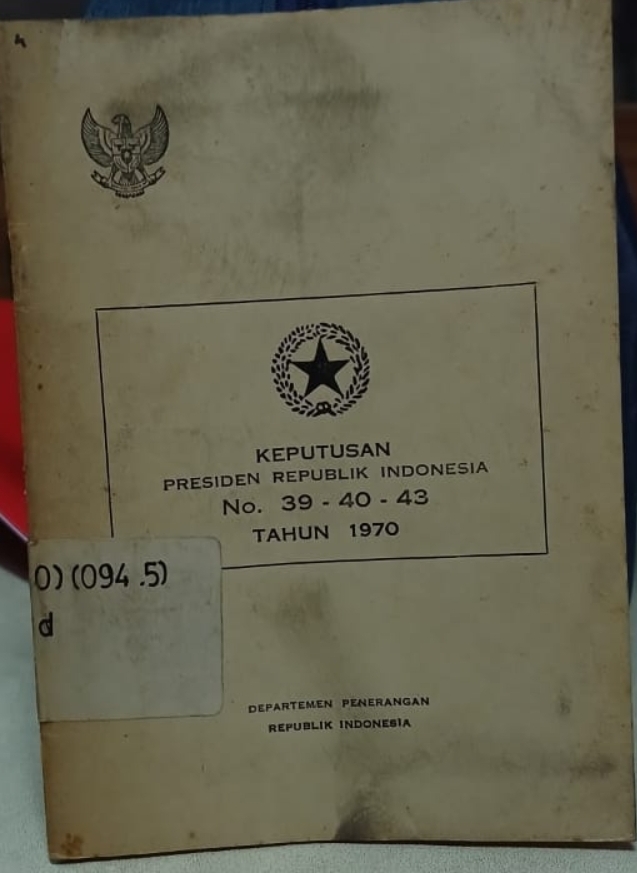 KEPUTUSAN
PRESIDEN REPUBLIK INDONESIA
No. 39 - 40 - 43
TAHUN 1970
0) (094 .5)
d
DEPARTEMEN PENERANGAN
REPUBLIK INDONESIA